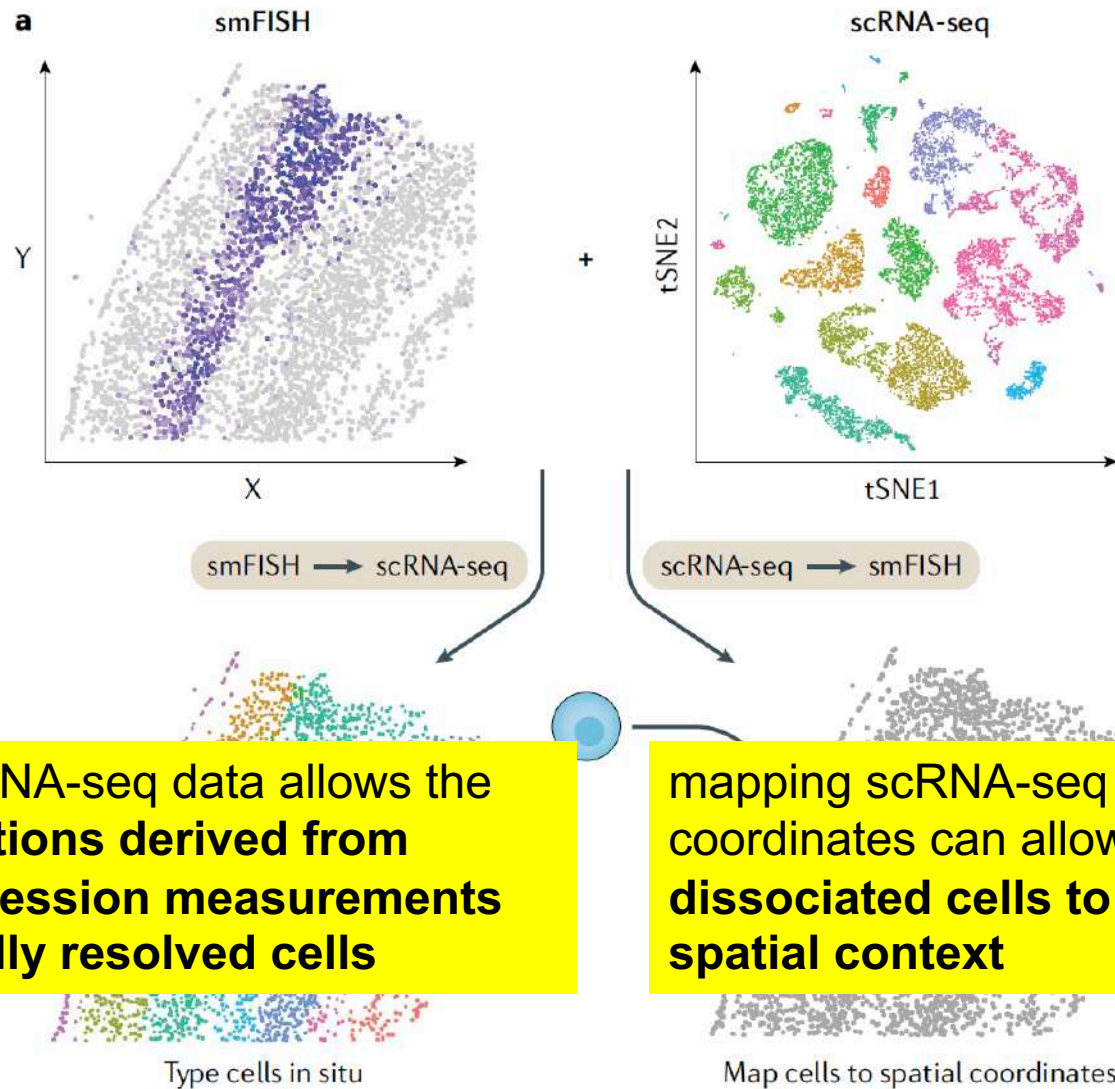 a
smFISH
scRNA-seq
Y
+
tSNE2
X
tSNE1
smFISH → scRNA-seq
scRNA-seq → smFISH
NA-seq data allows the
tions derived from
ession measurements
lly resolved cells
mapping scRNA-seq
coordinates can allow
dissociated cells to
spatial context
Type cells in situ
Map cells to spatial coordinates